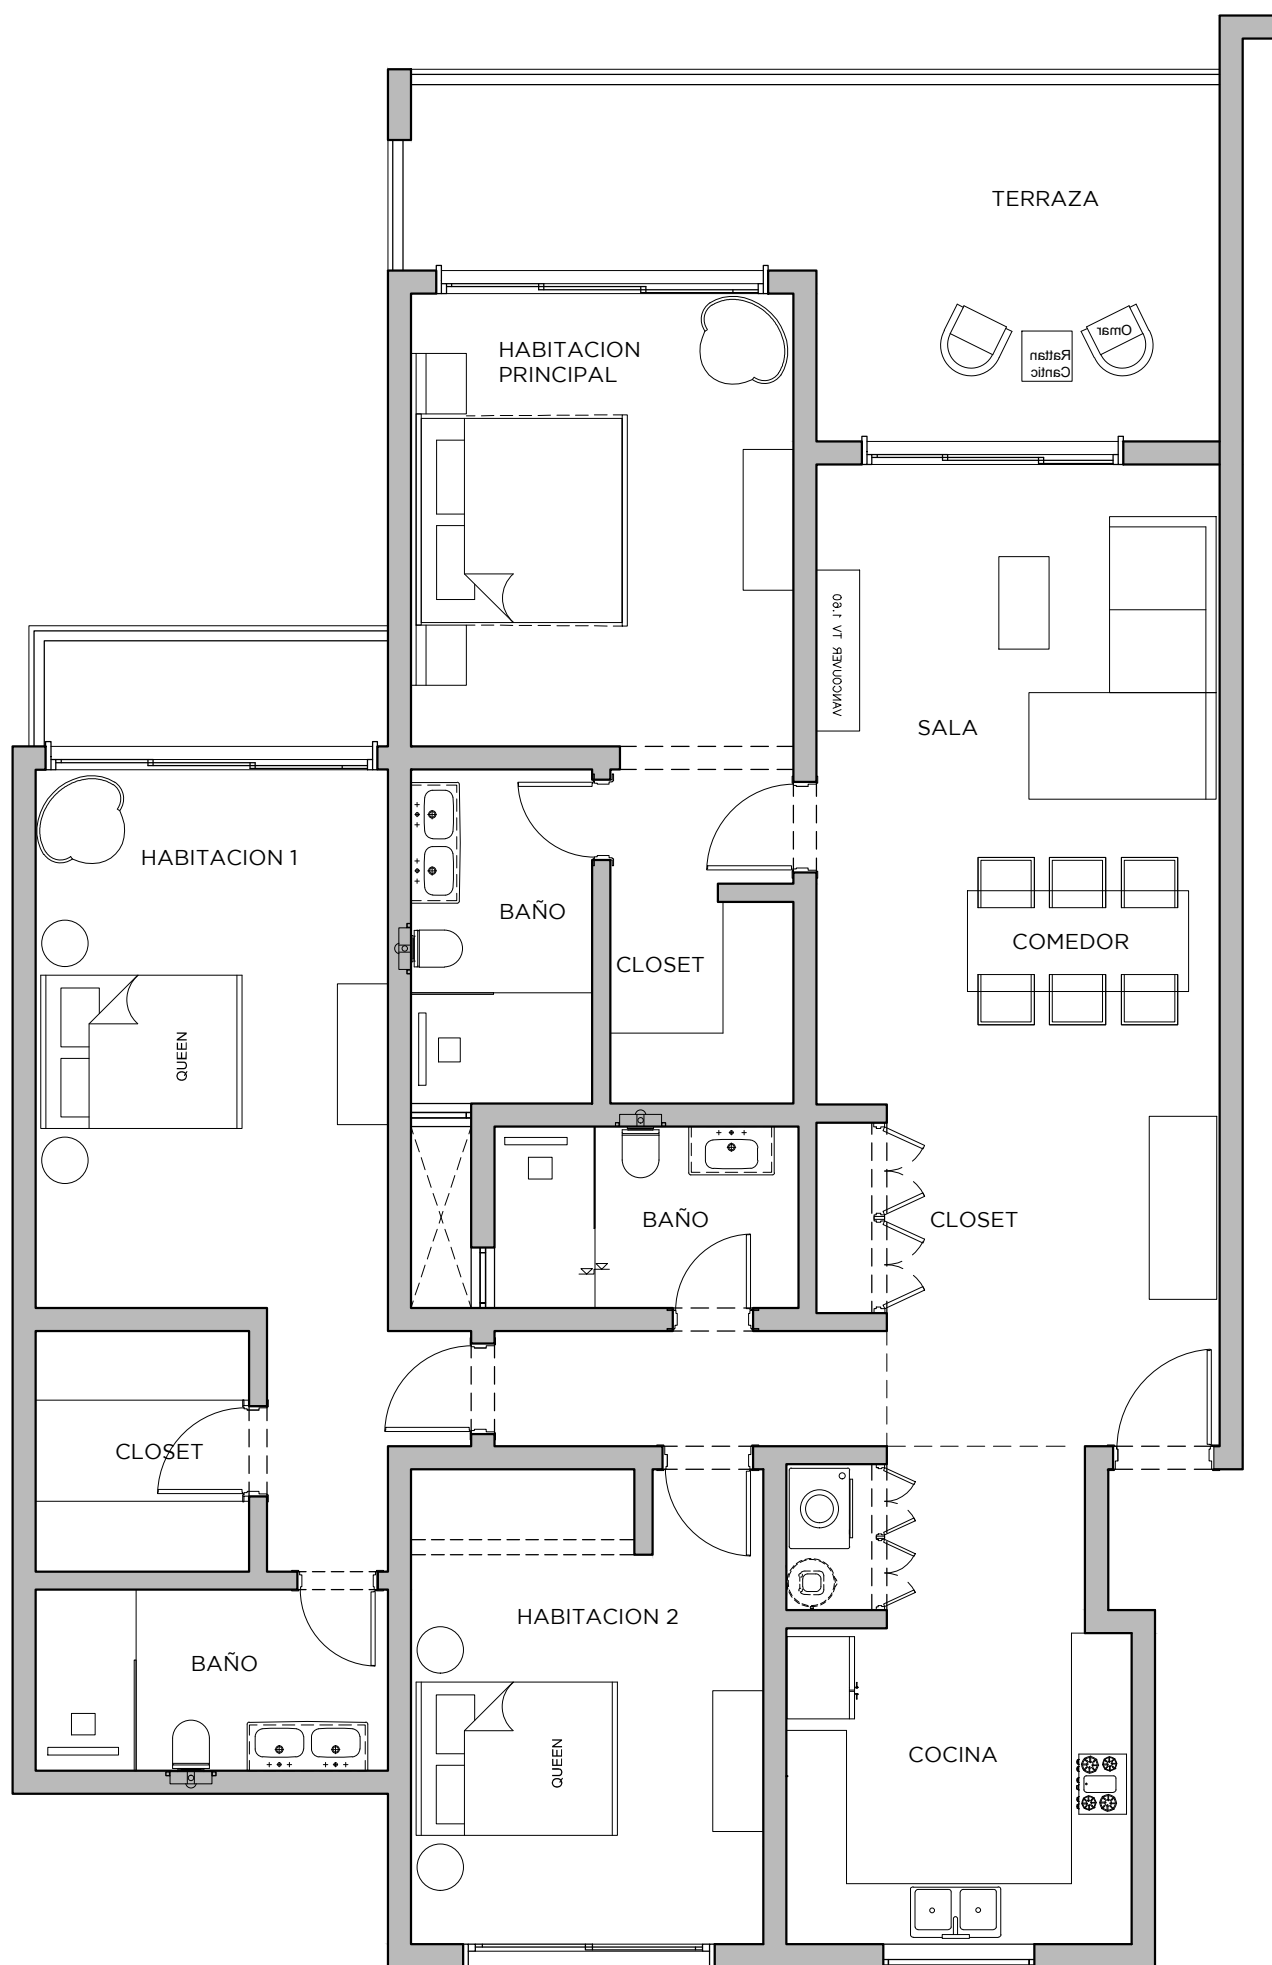 TERRAZA
Omar
Rattan
Cantic
HABITACION
PRINCIPAL
VANCOUVER TV 1.60
SALA
HABITACION 1
BAÑO
COMEDOR
CLOSET
QUEEN
BAÑO
CLOSET
CLOSET
HABITACION 2
BAÑO
COCINA
QUEEN